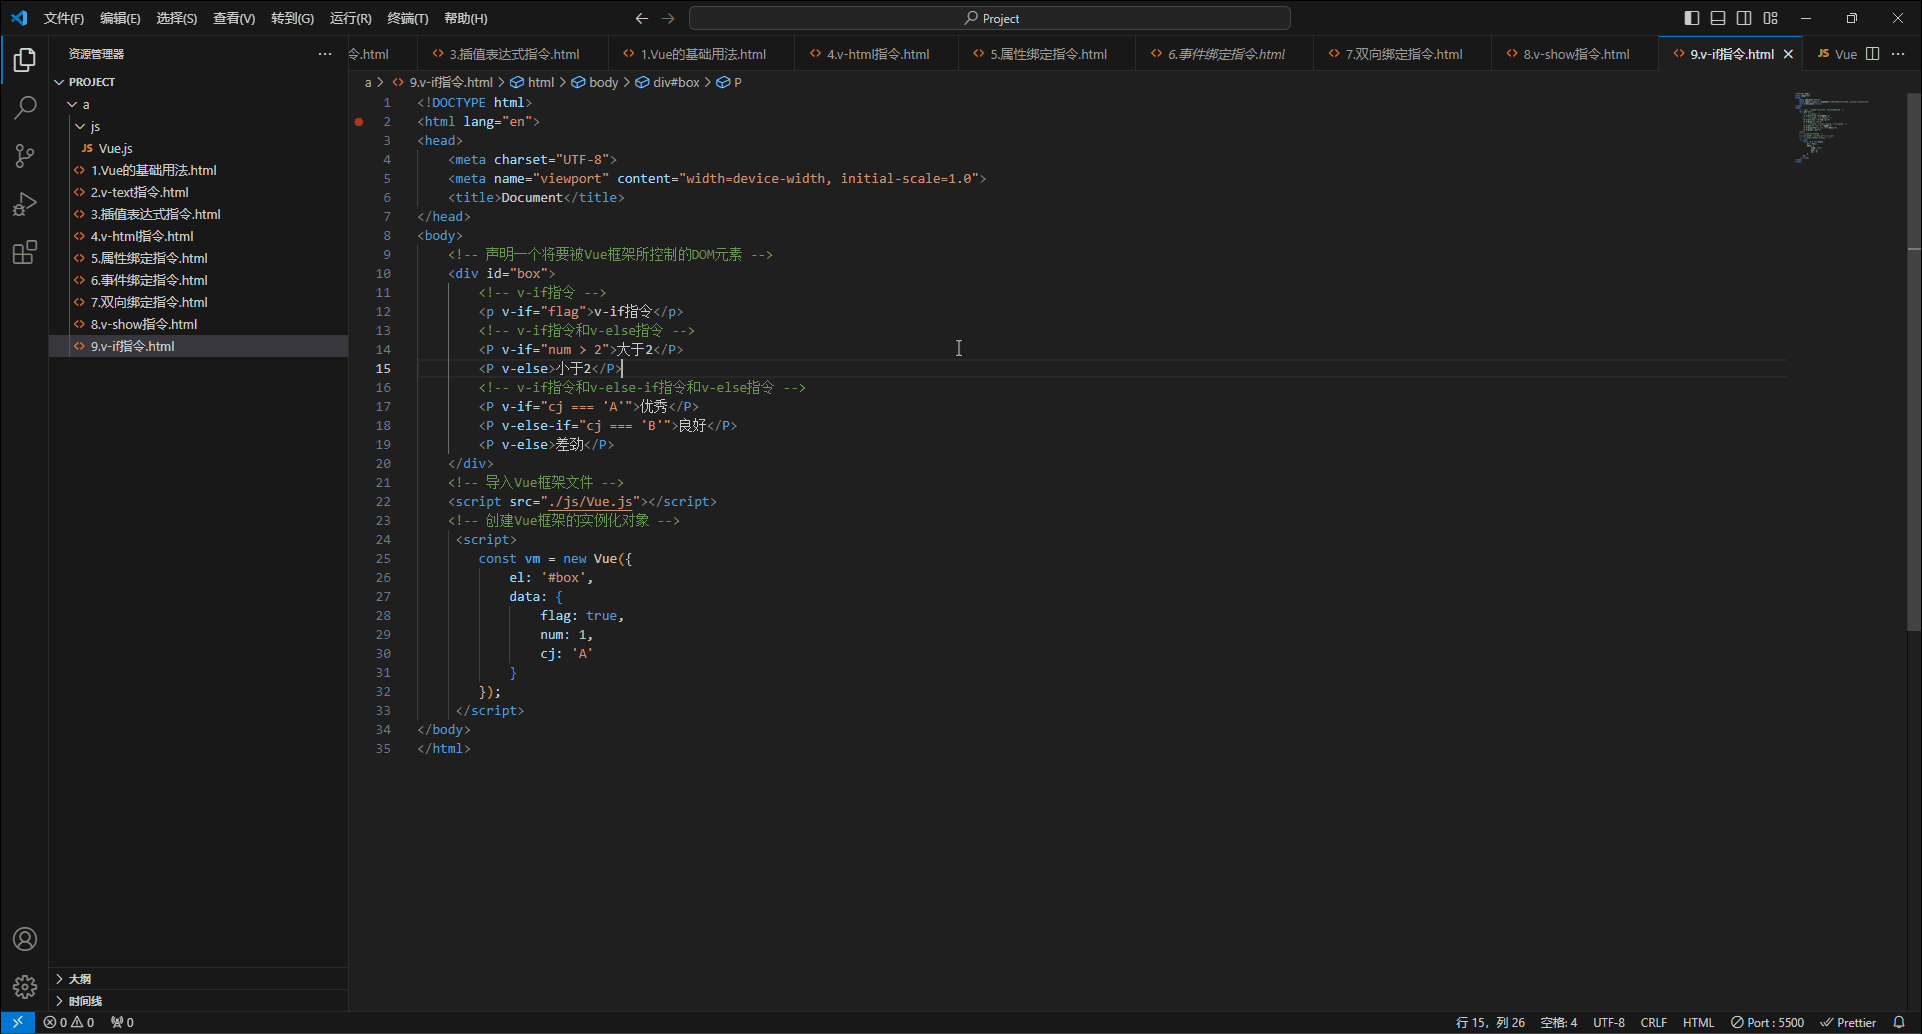 文件(F) 编辑(E) 选择(S) 查看(V) 转到(G) 运行(R) 终端(T) 帮助(H)
Project
资源管理器
令.html 3.插值表达式指令.html 1.Vue的基础用法.html 4.v-html指令.html 5.属性绑定指令.html 6.事件绑定指令.html 7.双向绑定指令.html 8.v-show指令.html 9.v-if指令.html JS Vue
PROJECT
a
js
JS Vue.js
1.Vue的基础用法.html
2.v-text指令.html
3.插值表达式指令.html
4.v-html指令.html
5.属性绑定指令.html
6.事件绑定指令.html
7.双向绑定指令.html
8.v-show指令.html
9.v-if指令.html
大纲
时间线
a > 9.v-if指令.html > html > body > div#box > P
1 <!DOCTYPE html>
2 <html lang="en">
3 <head>
4 <meta charset="UTF-8">
5 <meta name="viewport" content="width=device-width, initial-scale=1.0">
6 <title>Document</title>
7 </head>
8 <body>
9 <!-- 声明一个将要被Vue框架所控制的DOM元素 -->
10 <div id="box">
11 <!-- v-if指令 -->
12 <p v-if="flag">v-if指令</p>
13 <!-- v-if指令和v-else指令 -->
14 <P v-if="num > 2">大于2</P>
15 <P v-else>小于2</P>
16 <!-- v-if指令和v-else-if指令和v-else指令 -->
17 <P v-if="cj === 'A'">优秀</P>
18 <P v-else-if="cj === 'B'">良好</P>
19 <P v-else>差劲</P>
20 </div>
21 <!-- 导入Vue框架文件 -->
22 <script src="./js/Vue.js"></script>
23 <!-- 创建Vue框架的实例化对象 -->
24 <script>
25 const vm = new Vue({
26 el: '#box',
27 data: {
28 flag: true,
29 num: 1,
30 cj: 'A'
31 }
32 });
33 </script>
34 </body>
35 </html>
0 0 0 行 15，列 26 空格: 4 UTF-8 CRLF HTML Port : 5500 Prettier